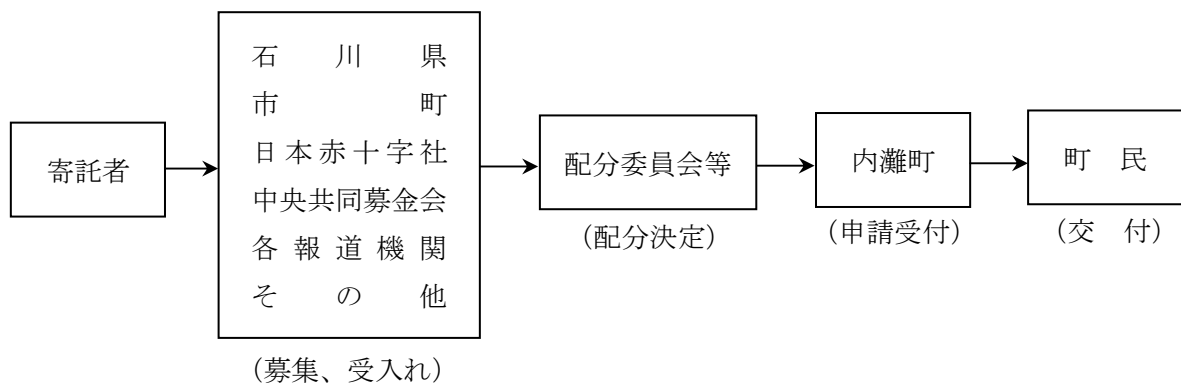 寄託者
石川県
市町
日本赤十字社
中央共同募金会
各報道機関
その他
(募集、受入れ)
配分委員会等
(配分決定)
内灘町
(申請受付)
町 民
(交 付)